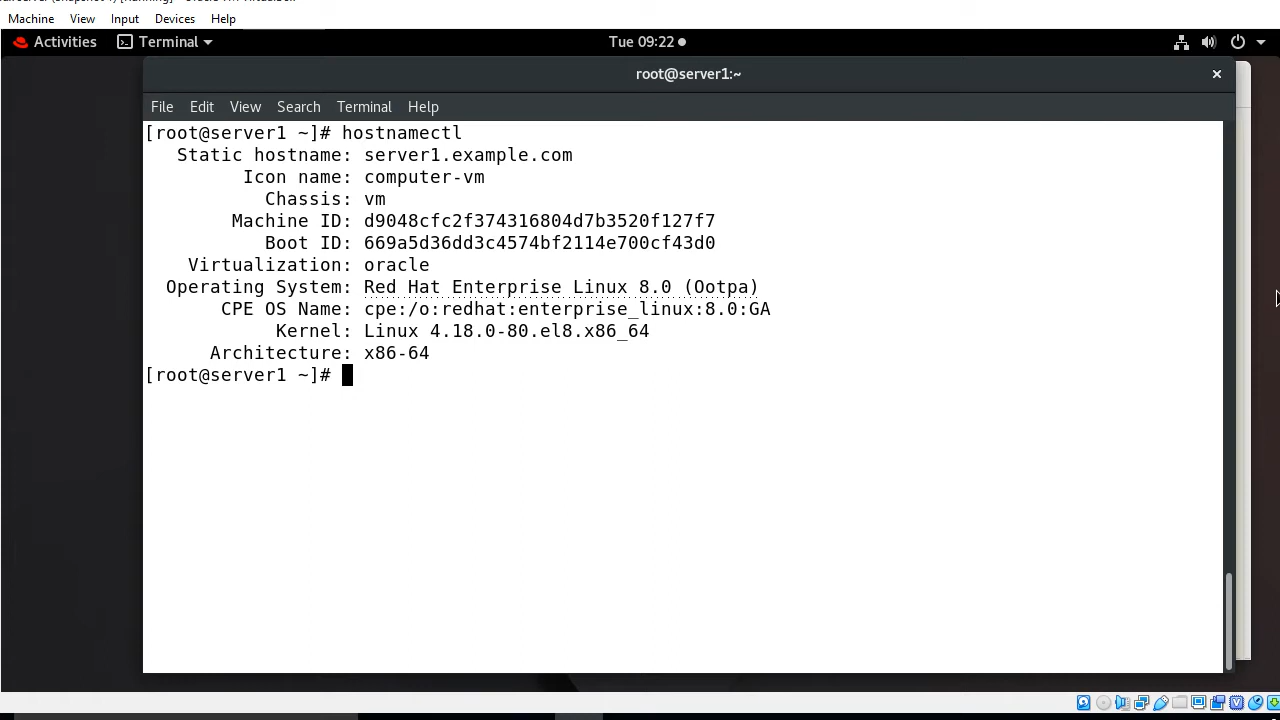 Machine View Input Devices Help
Activities Terminal Tue 09:22
root@server1:~
File Edit View Search Terminal Help
[root@server1 ~]# hostnamectl
Static hostname: server1.example.com
Icon name: computer-vm
Chassis: vm
Machine ID: d9048cfc2f374316804d7b3520f127f7
Boot ID: 669a5d36dd3c4574bf2114e700cf43d0
Virtualization: oracle
Operating System: Red Hat Enterprise Linux 8.0 (Ootpa)
CPE OS Name: cpe:/o:redhat:enterprise_linux:8.0:GA
Kernel: Linux 4.18.0-80.el8.x86_64
Architecture: x86-64
[root@server1 ~]#